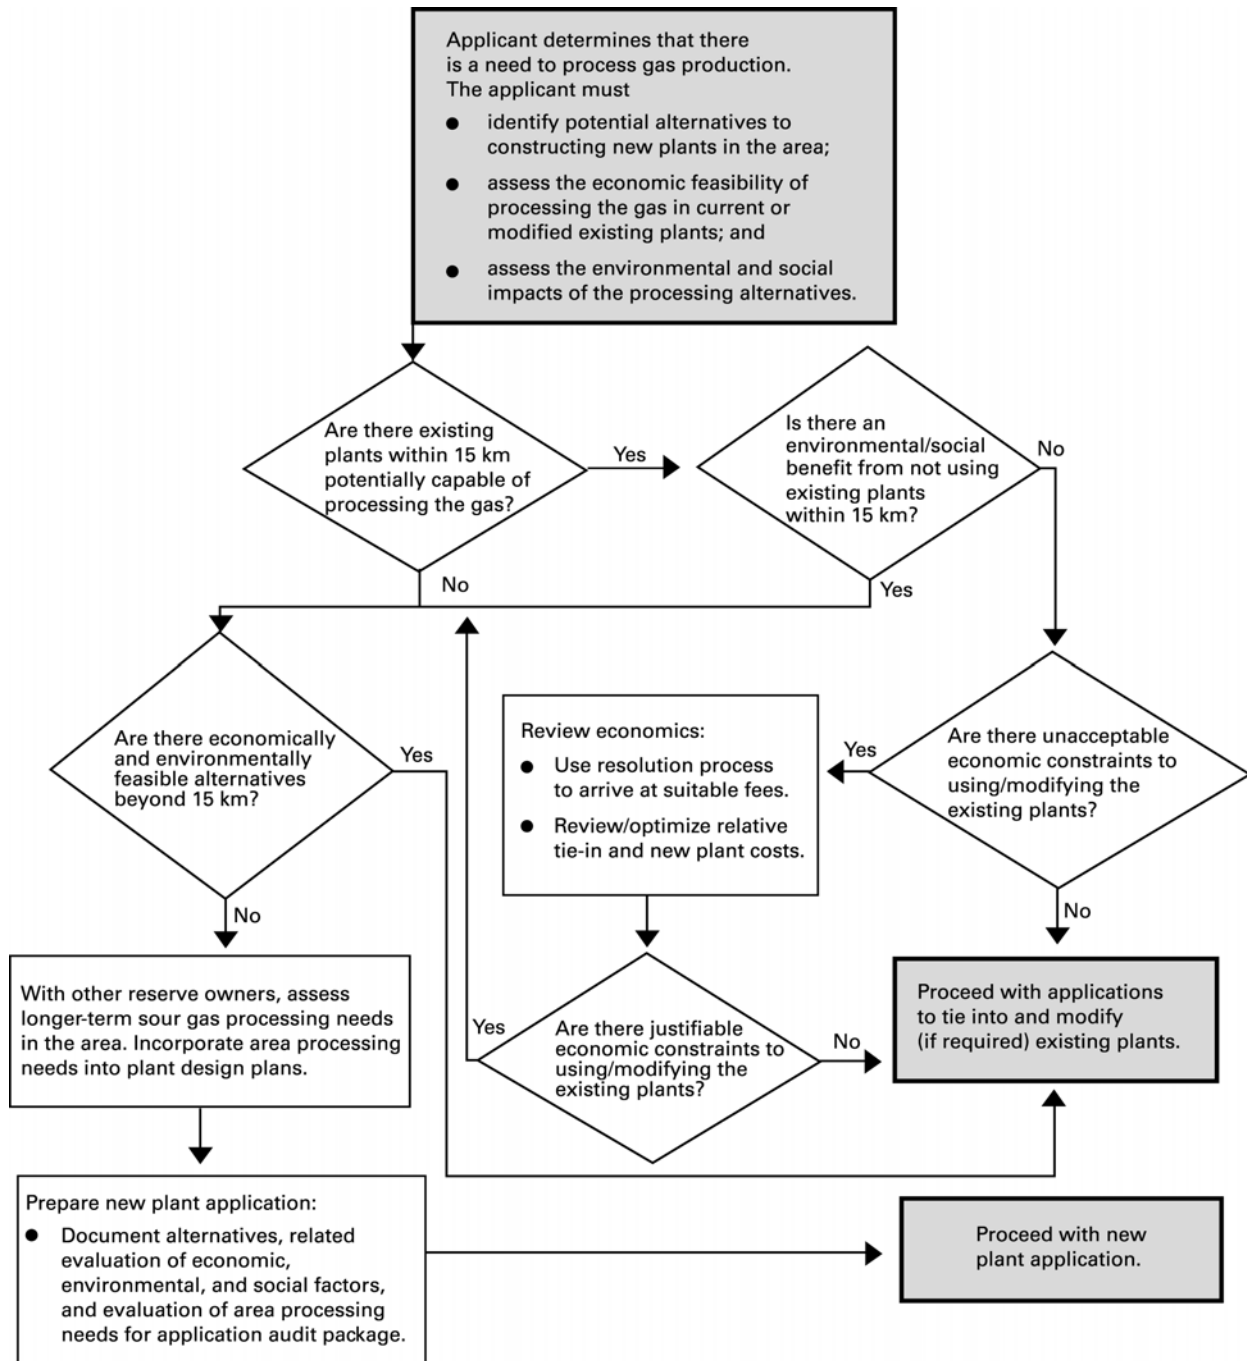 Applicant determines that there
is a need to process gas production.
The applicant must
● identify potential alternatives to
constructing new plants in the area;
● assess the economic feasibility of
processing the gas in current or
modified existing plants; and
● assess the environmental and social
impacts of the processing alternatives.
Are there existing
plants within 15 km
potentially capable of
processing the gas?
Yes
Is there an
environmental/social
benefit from not using
existing plants
within 15 km?
No
No
Yes
Are there economically
and environmentally
feasible alternatives
beyond 15 km?
Yes
Review economics:
● Use resolution process
to arrive at suitable fees.
● Review/optimize relative
tie-in and new plant costs.
Yes
Are there unacceptable
economic constraints to
using/modifying the
existing plants?
No
No
With other reserve owners, assess
longer-term sour gas processing needs
in the area. Incorporate area processing
needs into plant design plans.
Yes
Are there justifiable
economic constraints to
using/modifying the
existing plants?
No
Proceed with applications
to tie into and modify
(if required) existing plants.
Prepare new plant application:
● Document alternatives, related
evaluation of economic,
environmental, and social factors,
and evaluation of area processing
needs for application audit package.
Proceed with new
plant application.